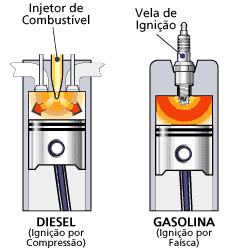 Injetor de
Combustível
Vela de
Ignição
DIESEL
(Ignição por
Compressão)
GASOLINA
(Ignição por
Faísca)